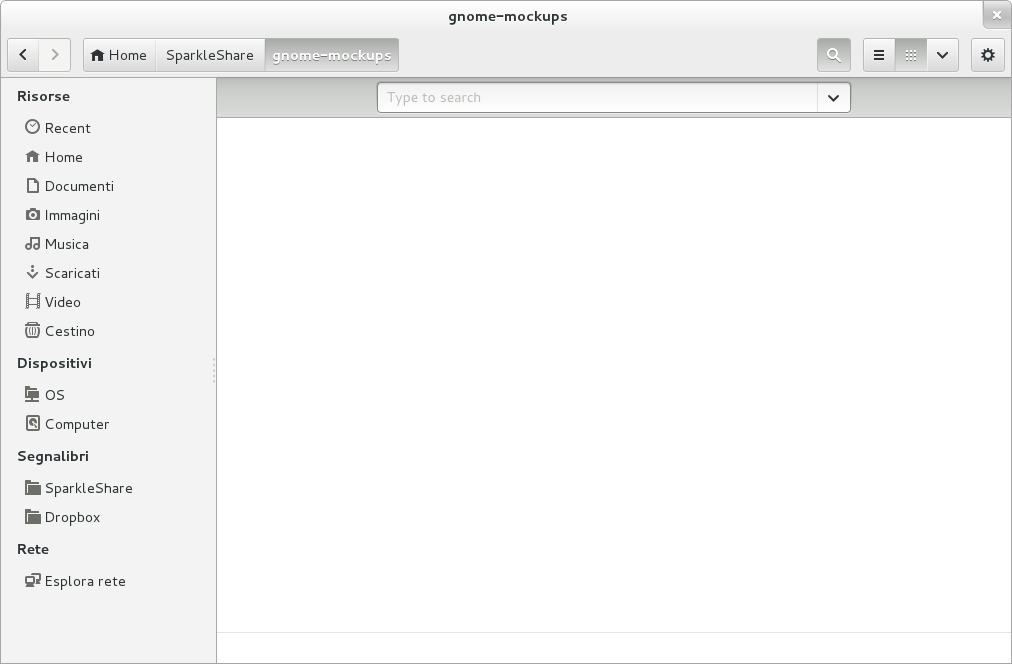 gnome-mockups
Home SparkleShare gnome-mockups
Type to search
Risorse
Recent
Home
Documenti
Immagini
Musica
Scaricati
Video
Cestino
Dispositivi
OS
Computer
Segnalibri
SparkleShare
Dropbox
Rete
Esplora rete